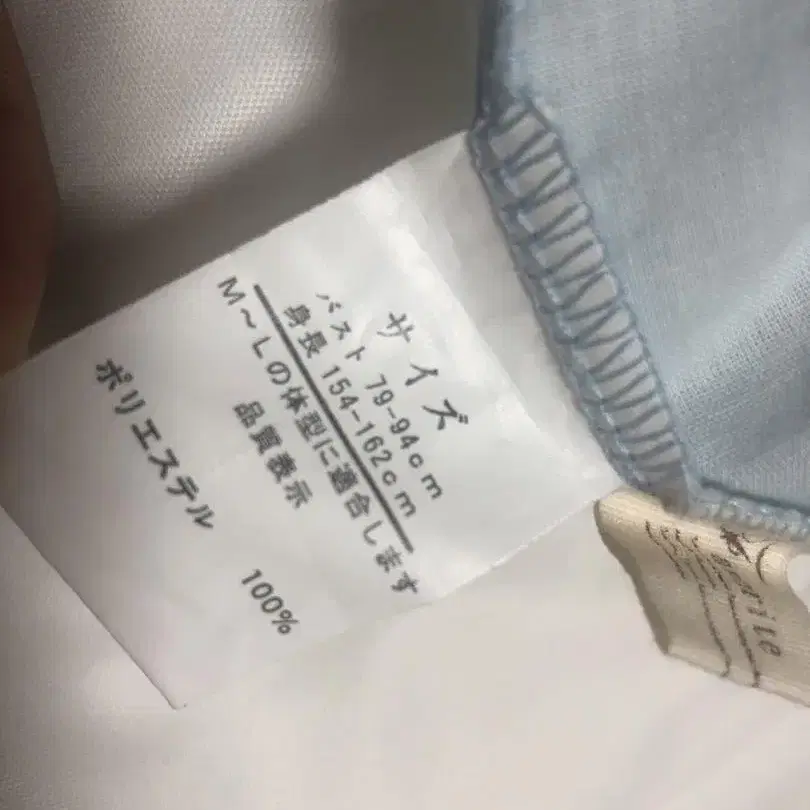 サイズ
バスト 79-94cm
身長 154-162cm
M～Lの体型に適合します
品質表示
ポリエステル 100%